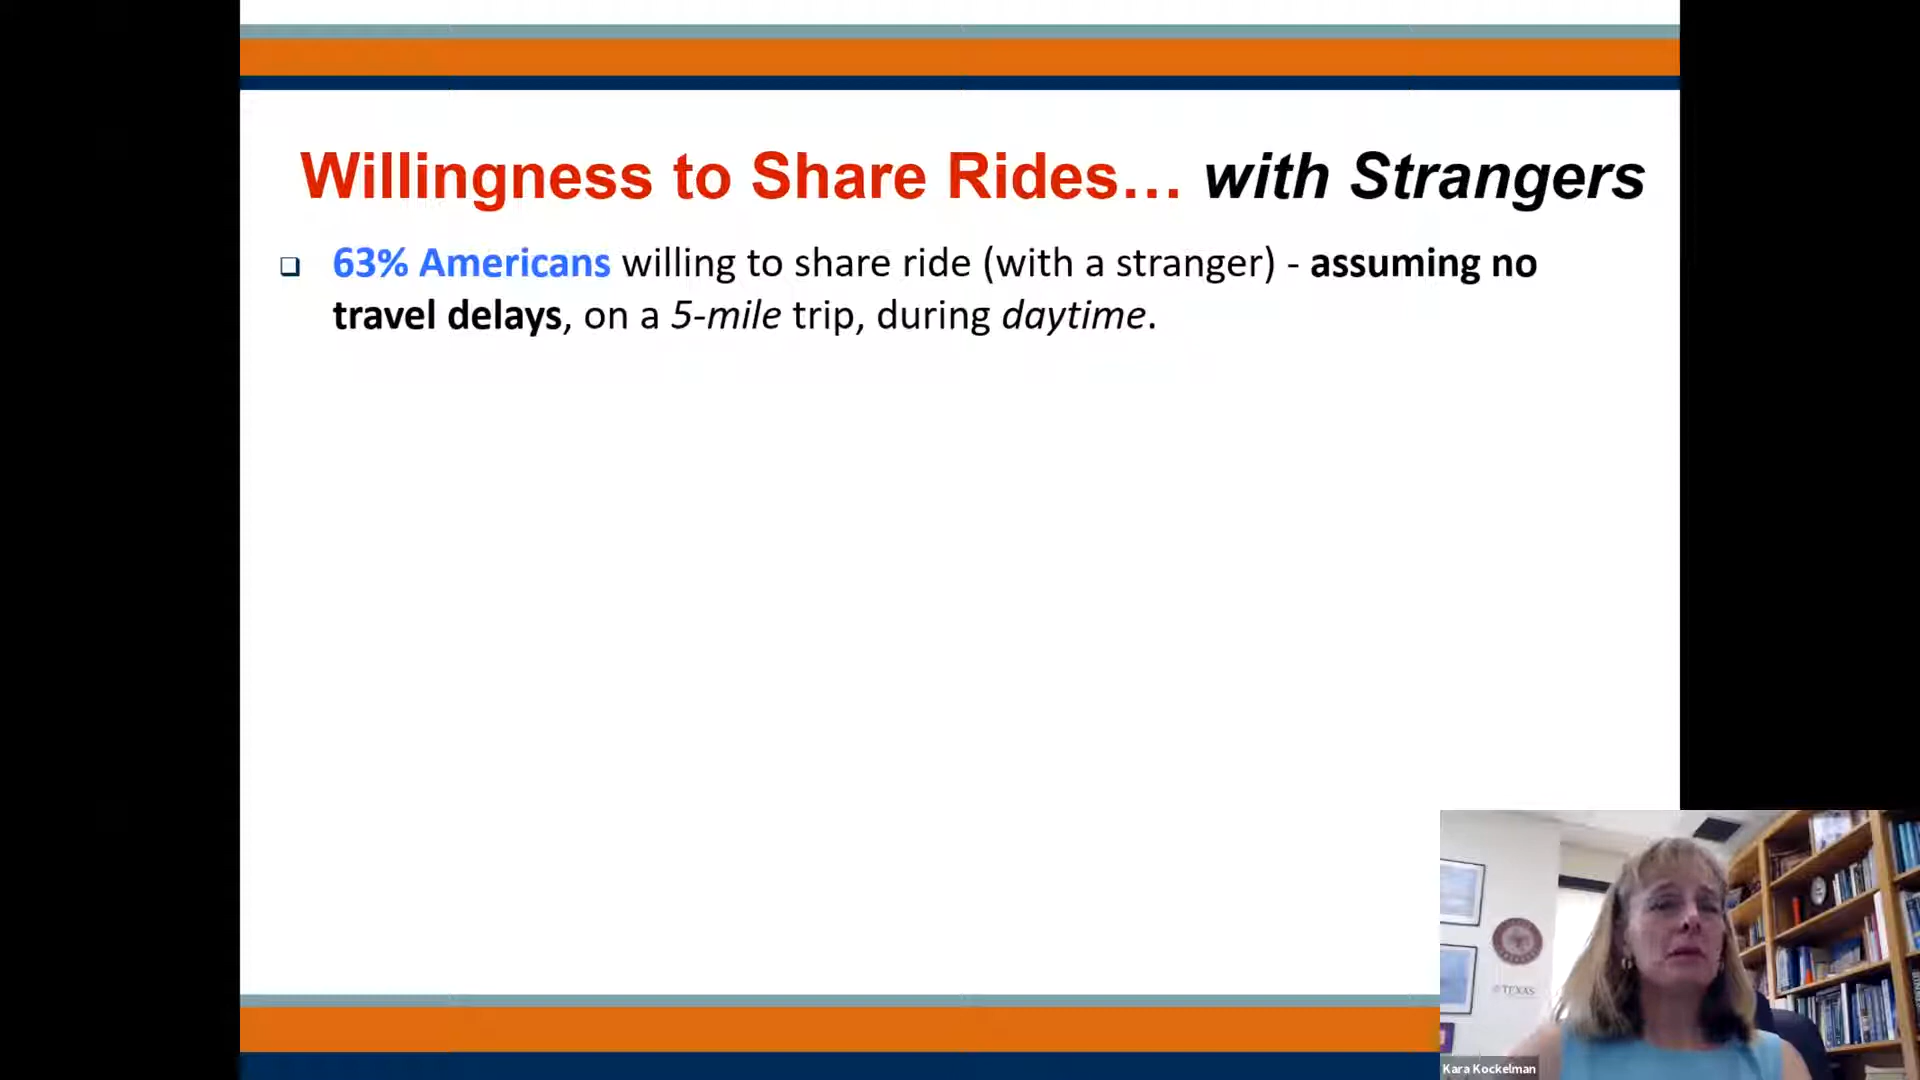 Willingness to Share Rides… with Strangers
❑ 63% Americans willing to share ride (with a stranger) - assuming no
travel delays, on a 5-mile trip, during daytime.
TEXAS
Kara Kockelman